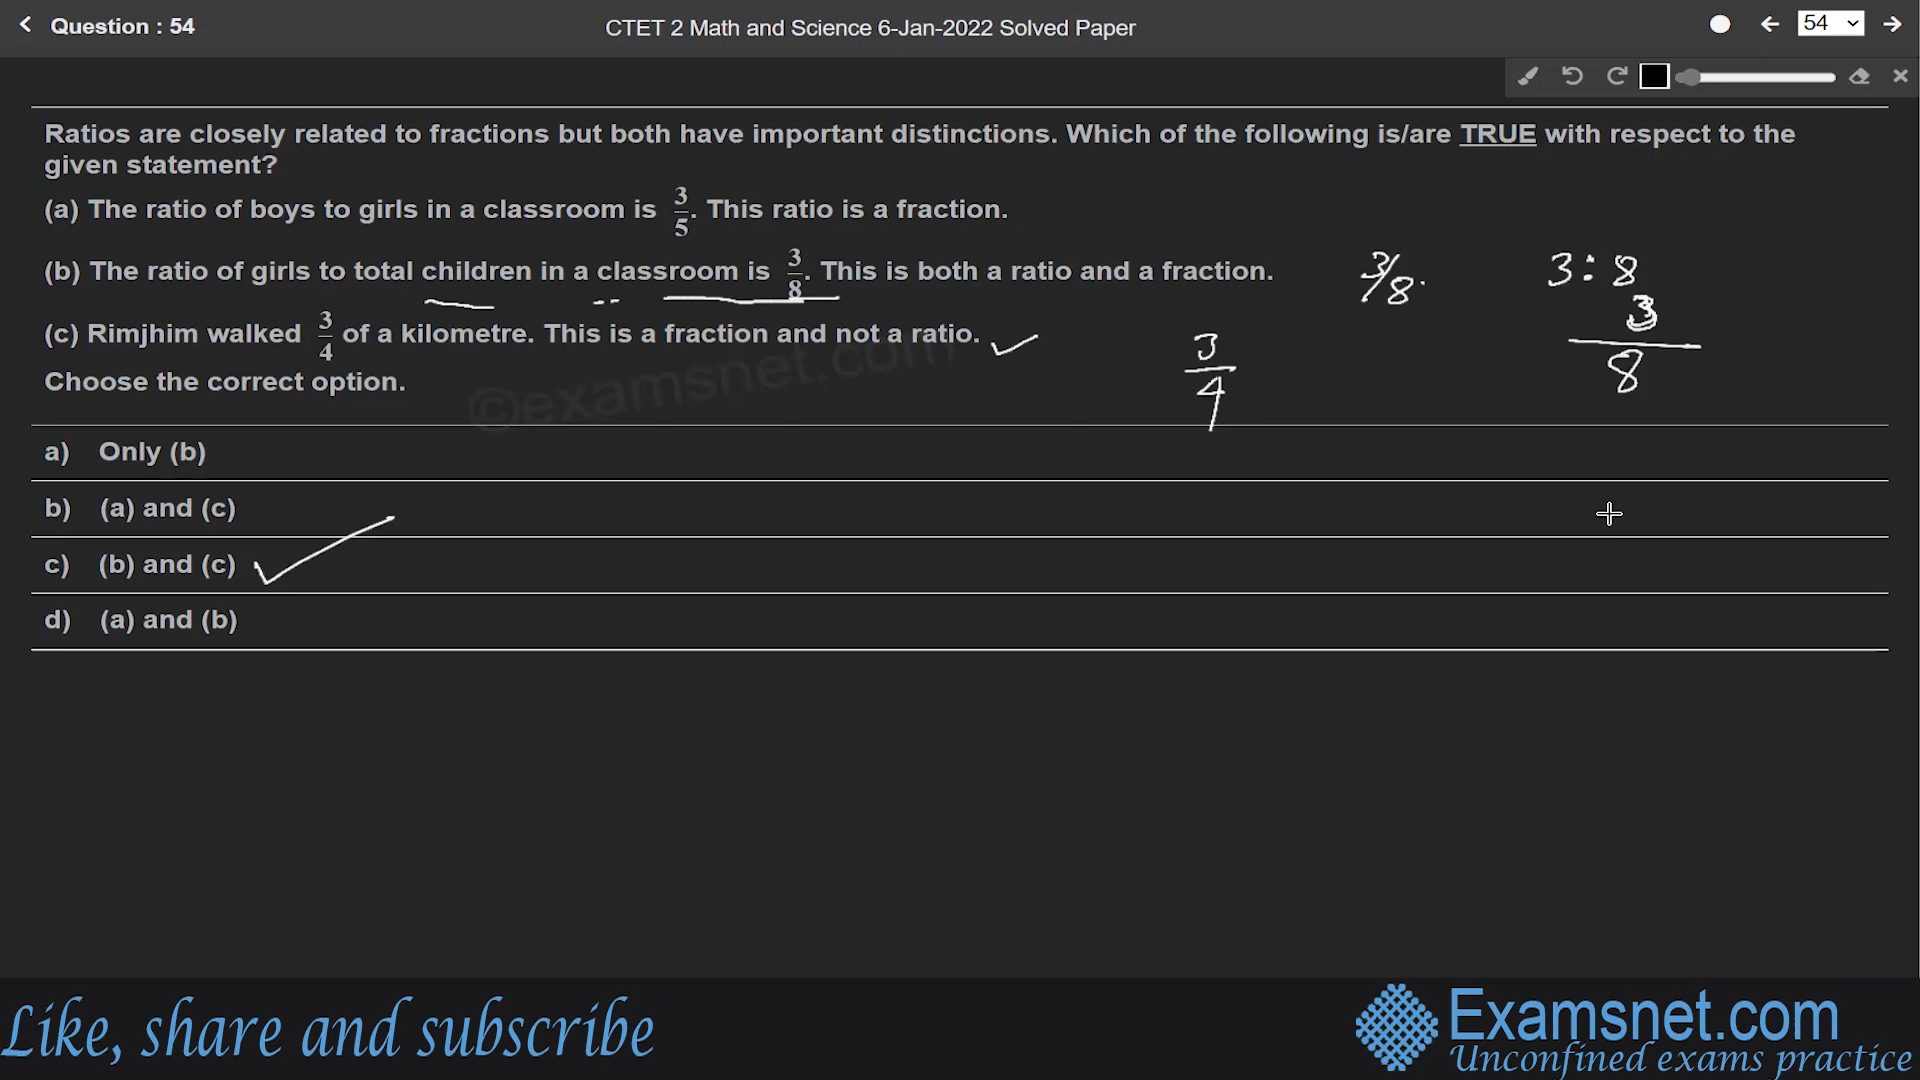 Question : 54
CTET 2 Math and Science 6-Jan-2022 Solved Paper
54
Ratios are closely related to fractions but both have important distinctions. Which of the following is/are TRUE with respect to the
given statement?
(a) The ratio of boys to girls in a classroom is 3/5. This ratio is a fraction.
(b) The ratio of girls to total children in a classroom is 3/8. This is both a ratio and a fraction.
3/8.
3:8
3/8
(c) Rimjhim walked 3/4 of a kilometre. This is a fraction and not a ratio.
3/4
Choose the correct option.
©examsnet.com
a) Only (b)
b) (a) and (c)
c) (b) and (c)
d) (a) and (b)
Like, share and subscribe
Examsnet.com
Unconfined exams practice